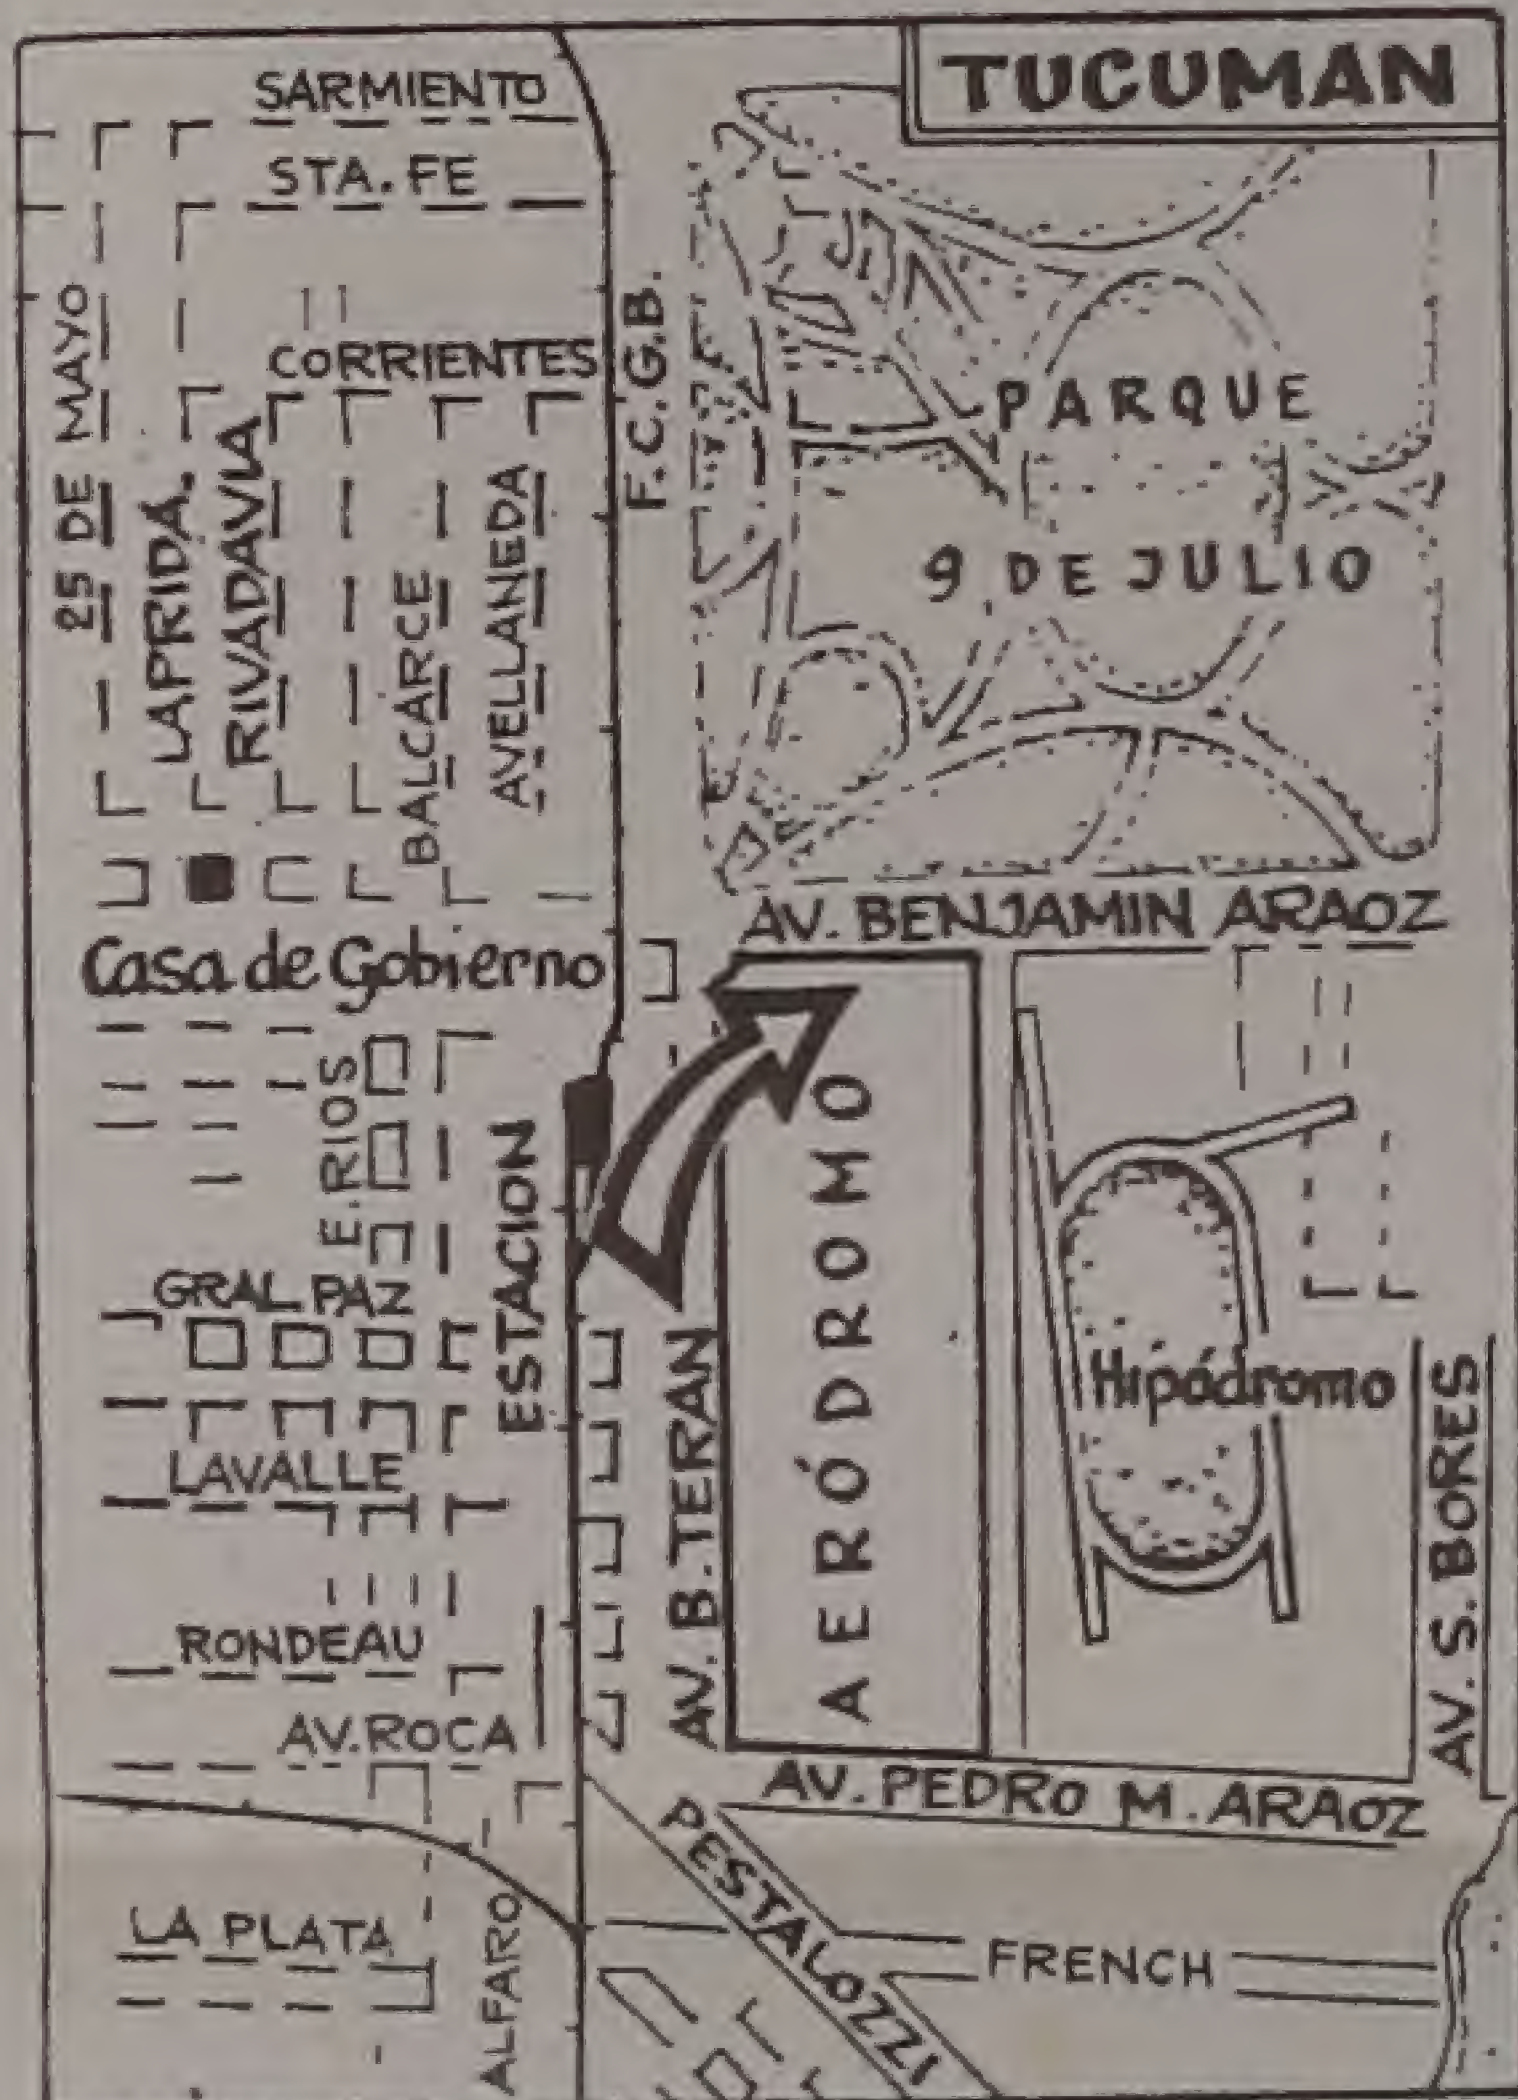 TUCUMAN
SARMIENTO
STA. FE
CORRIENTES
25 DE MAYO
LAPRIDA.
RIVADAVIA
BALCARCE
AVELLANEDA
F.C.G.B.
PARQUE
9 DE JULIO
AV. BENJAMIN ARAOZ
Casa de Gobierno
E. RIOS
ESTACION
GRAL PAZ
LAVALLE
RONDEAU
AV. ROCA
AV. B. TERAN
AERÓDROMO
Hipódromo
AV. S. BORES
AV. PEDRO M. ARAOZ
PESTALOZZI
FRENCH
LA PLATA
ALFARO